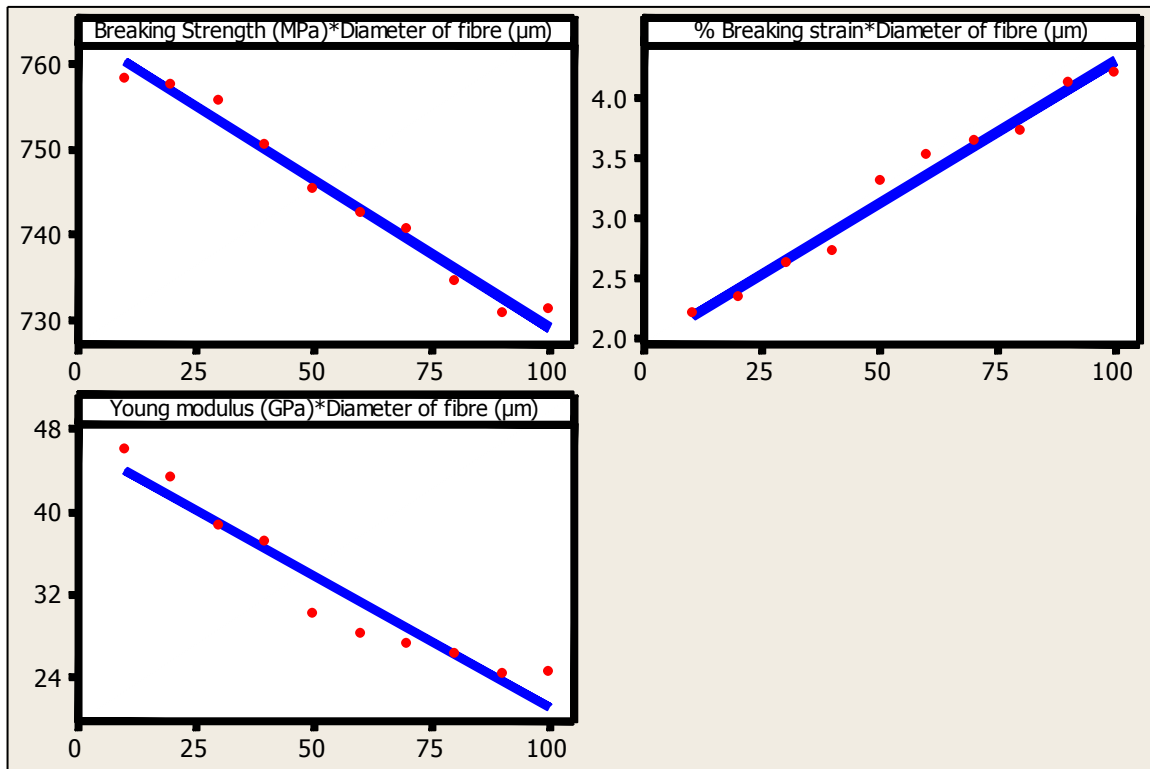 Breaking Strength (MPa)*Diameter of fibre (µm)
760
750
740
730
0 25 50 75 100
% Breaking strain*Diameter of fibre (µm)
4.0
3.5
3.0
2.5
2.0
0 25 50 75 100
Young modulus (GPa)*Diameter of fibre (µm)
48
40
32
24
0 25 50 75 100